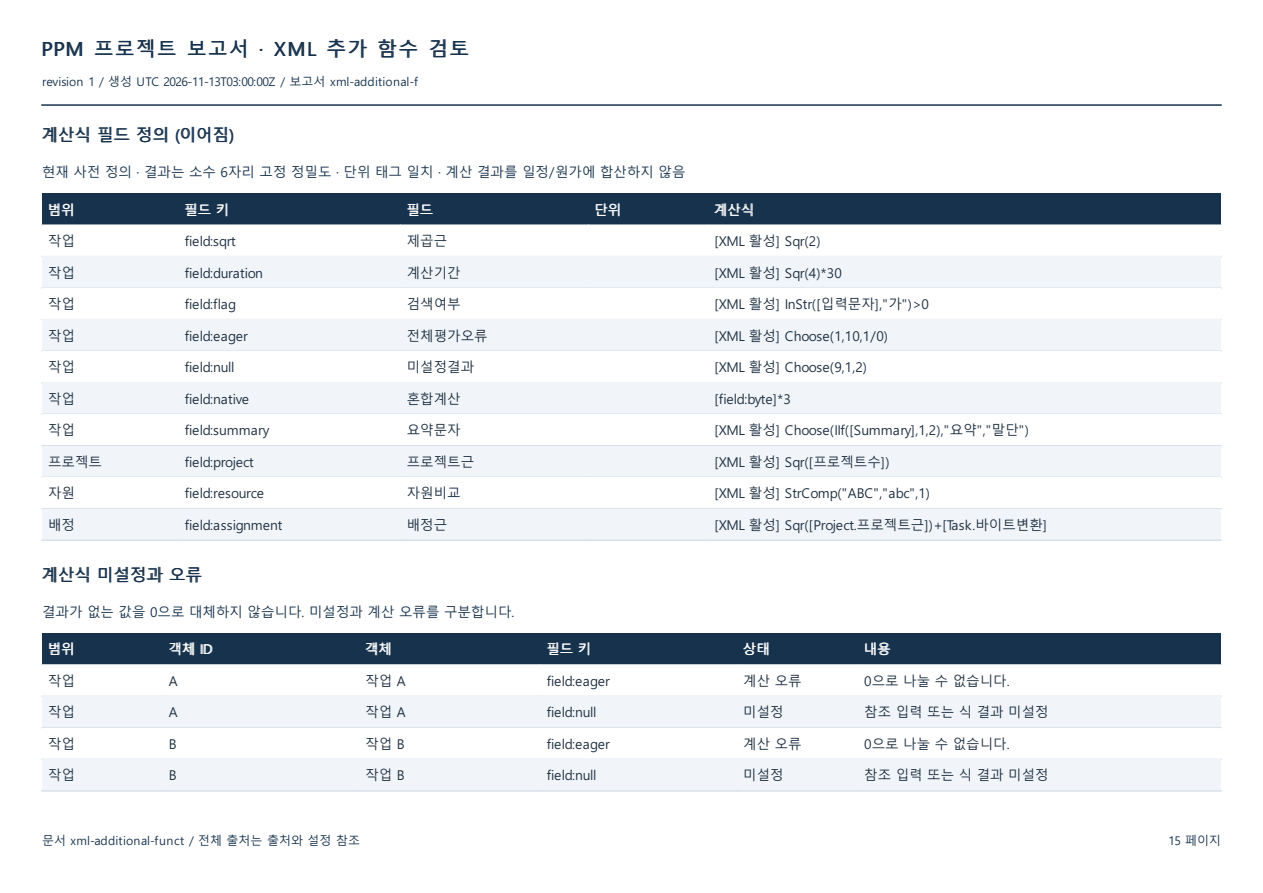 PPM 프로젝트 보고서 · XML 추가 함수 검토
revision 1 / 생성 UTC 2026-11-13T03:00:00Z / 보고서 xml-additional-f
계산식 필드 정의 (이어짐)
현재 사전 정의 · 결과는 소수 6자리 고정 정밀도 · 단위 태그 일치 · 계산 결과를 일정/원가에 합산하지 않음
범위 필드 키 필드 단위 계산식
작업 field:sqrt 제곱근 [XML 활성] Sqr(2)
작업 field:duration 계산기간 [XML 활성] Sqr(4)*30
작업 field:flag 검색여부 [XML 활성] InStr([입력문자],"가")>0
작업 field:eager 전체평가오류 [XML 활성] Choose(1,10,1/0)
작업 field:null 미설정결과 [XML 활성] Choose(9,1,2)
작업 field:native 혼합계산 [field:byte]*3
작업 field:summary 요약문자 [XML 활성] Choose(IIf([Summary],1,2),"요약","말단")
프로젝트 field:project 프로젝트근 [XML 활성] Sqr([프로젝트수])
자원 field:resource 자원비교 [XML 활성] StrComp("ABC","abc",1)
배정 field:assignment 배정근 [XML 활성] Sqr([Project.프로젝트근])+[Task.바이트변환]
계산식 미설정과 오류
결과가 없는 값을 0으로 대체하지 않습니다. 미설정과 계산 오류를 구분합니다.
범위 객체 ID 객체 필드 키 상태 내용
작업 A 작업 A field:eager 계산 오류 0으로 나눌 수 없습니다.
작업 A 작업 A field:null 미설정 참조 입력 또는 식 결과 미설정
작업 B 작업 B field:eager 계산 오류 0으로 나눌 수 없습니다.
작업 B 작업 B field:null 미설정 참조 입력 또는 식 결과 미설정
문서 xml-additional-funct / 전체 출처는 출처와 설정 참조 15 페이지